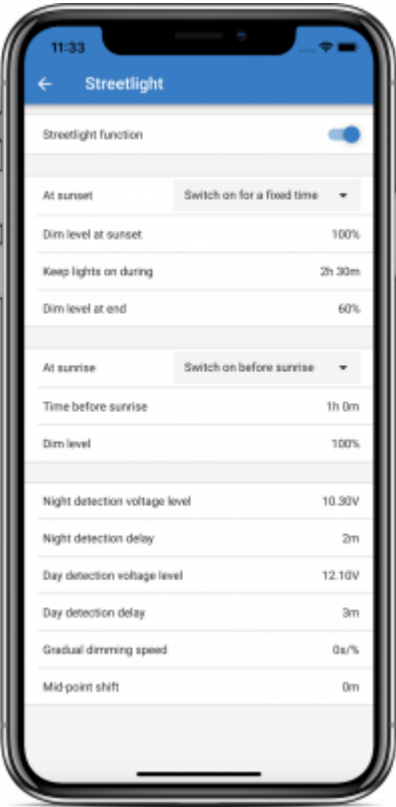 11:33
Streetlight
Streetlight function
At sunset Switch on for a fixed time
Dim level at sunset 100%
Keep lights on during 2h 30m
Dim level at end 60%
At sunrise Switch on before sunrise
Time before sunrise 1h 0m
Dim level 100%
Night detection voltage level 10.30V
Night detection delay 2m
Day detection voltage level 12.10V
Day detection delay 3m
Gradual dimming speed 0s/%
Mid-point shift 0m